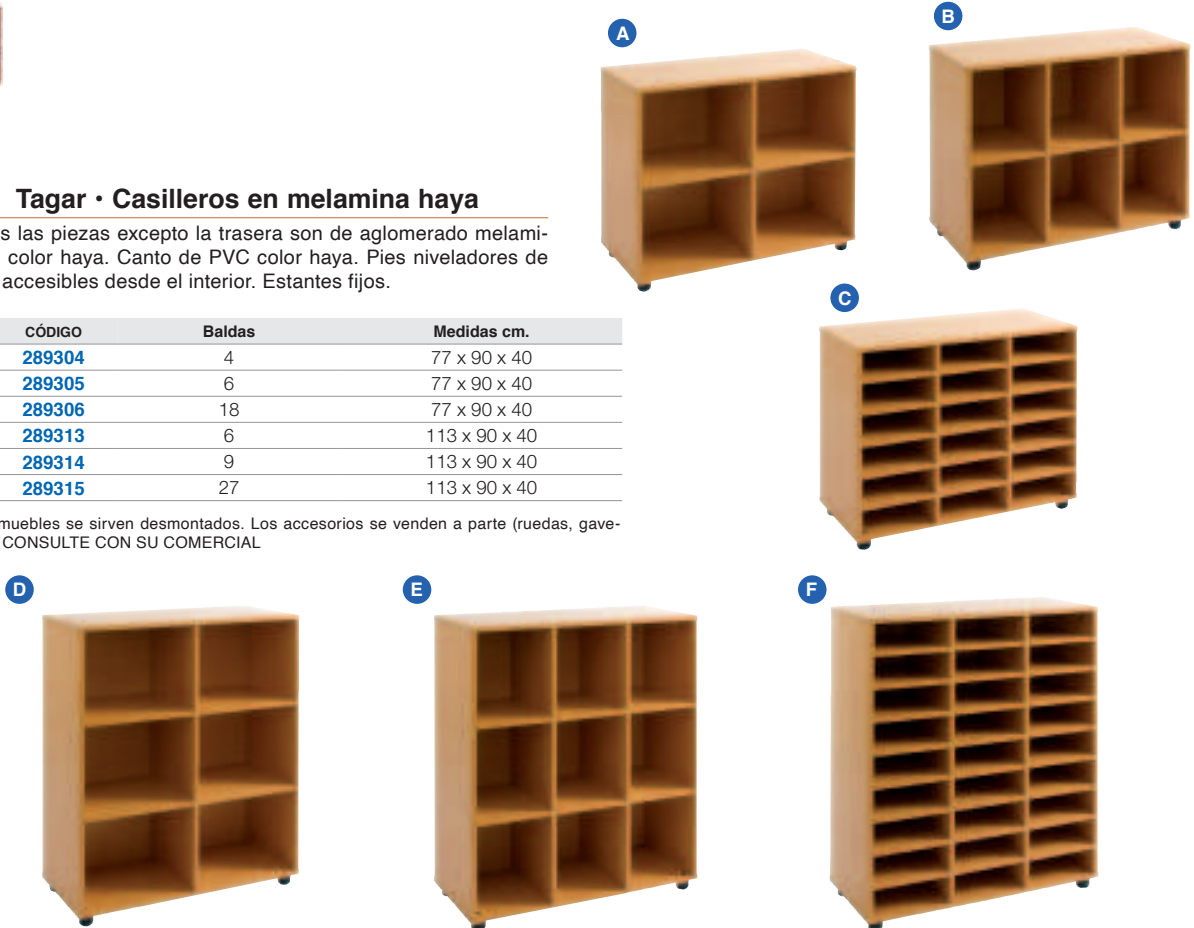 A
B
Tagar • Casilleros en melamina haya
s las piezas excepto la trasera son de aglomerado melami-
color haya. Canto de PVC color haya. Pies niveladores de
accesibles desde el interior. Estantes fijos.
C
CÓDIGO Baldas Medidas cm.
289304 4 77 x 90 x 40
289305 6 77 x 90 x 40
289306 18 77 x 90 x 40
289313 6 113 x 90 x 40
289314 9 113 x 90 x 40
289315 27 113 x 90 x 40
muebles se sirven desmontados. Los accesorios se venden a parte (ruedas, gave-
CONSULTE CON SU COMERCIAL
D
E
F